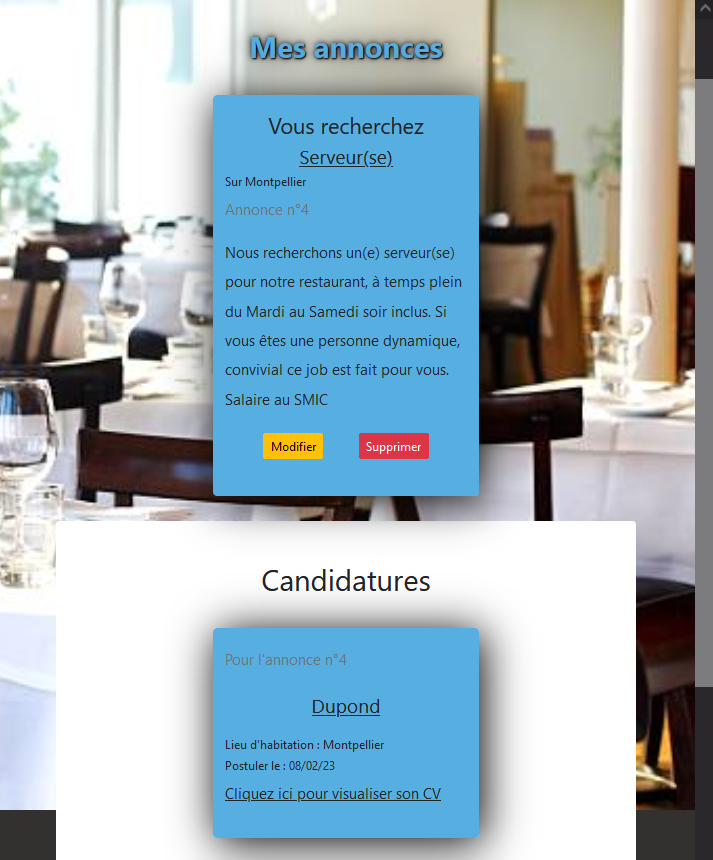 Mes annonces
Vous recherchez
Serveur(se)
Sur Montpellier
Annonce n°4
Nous recherchons un(e) serveur(se)
pour notre restaurant, à temps plein
du Mardi au Samedi soir inclus. Si
vous êtes une personne dynamique,
convivial ce job est fait pour vous.
Salaire au SMIC
Modifier
Supprimer
Candidatures
Pour l'annonce n°4
Dupond
Lieu d'habitation : Montpellier
Postuler le : 08/02/23
Cliquez ici pour visualiser son CV